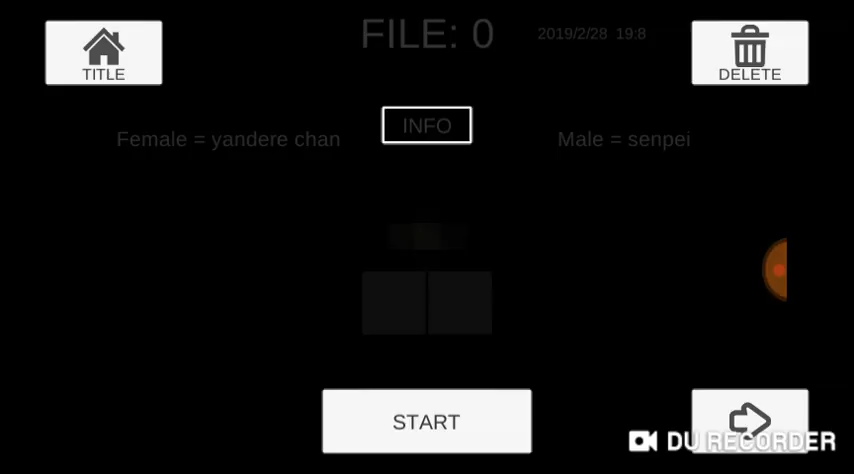 FILE: 0
2019/2/28 19:8
TITLE
DELETE
INFO
Female = yandere chan
Male = senpei
START
DU RECORDER